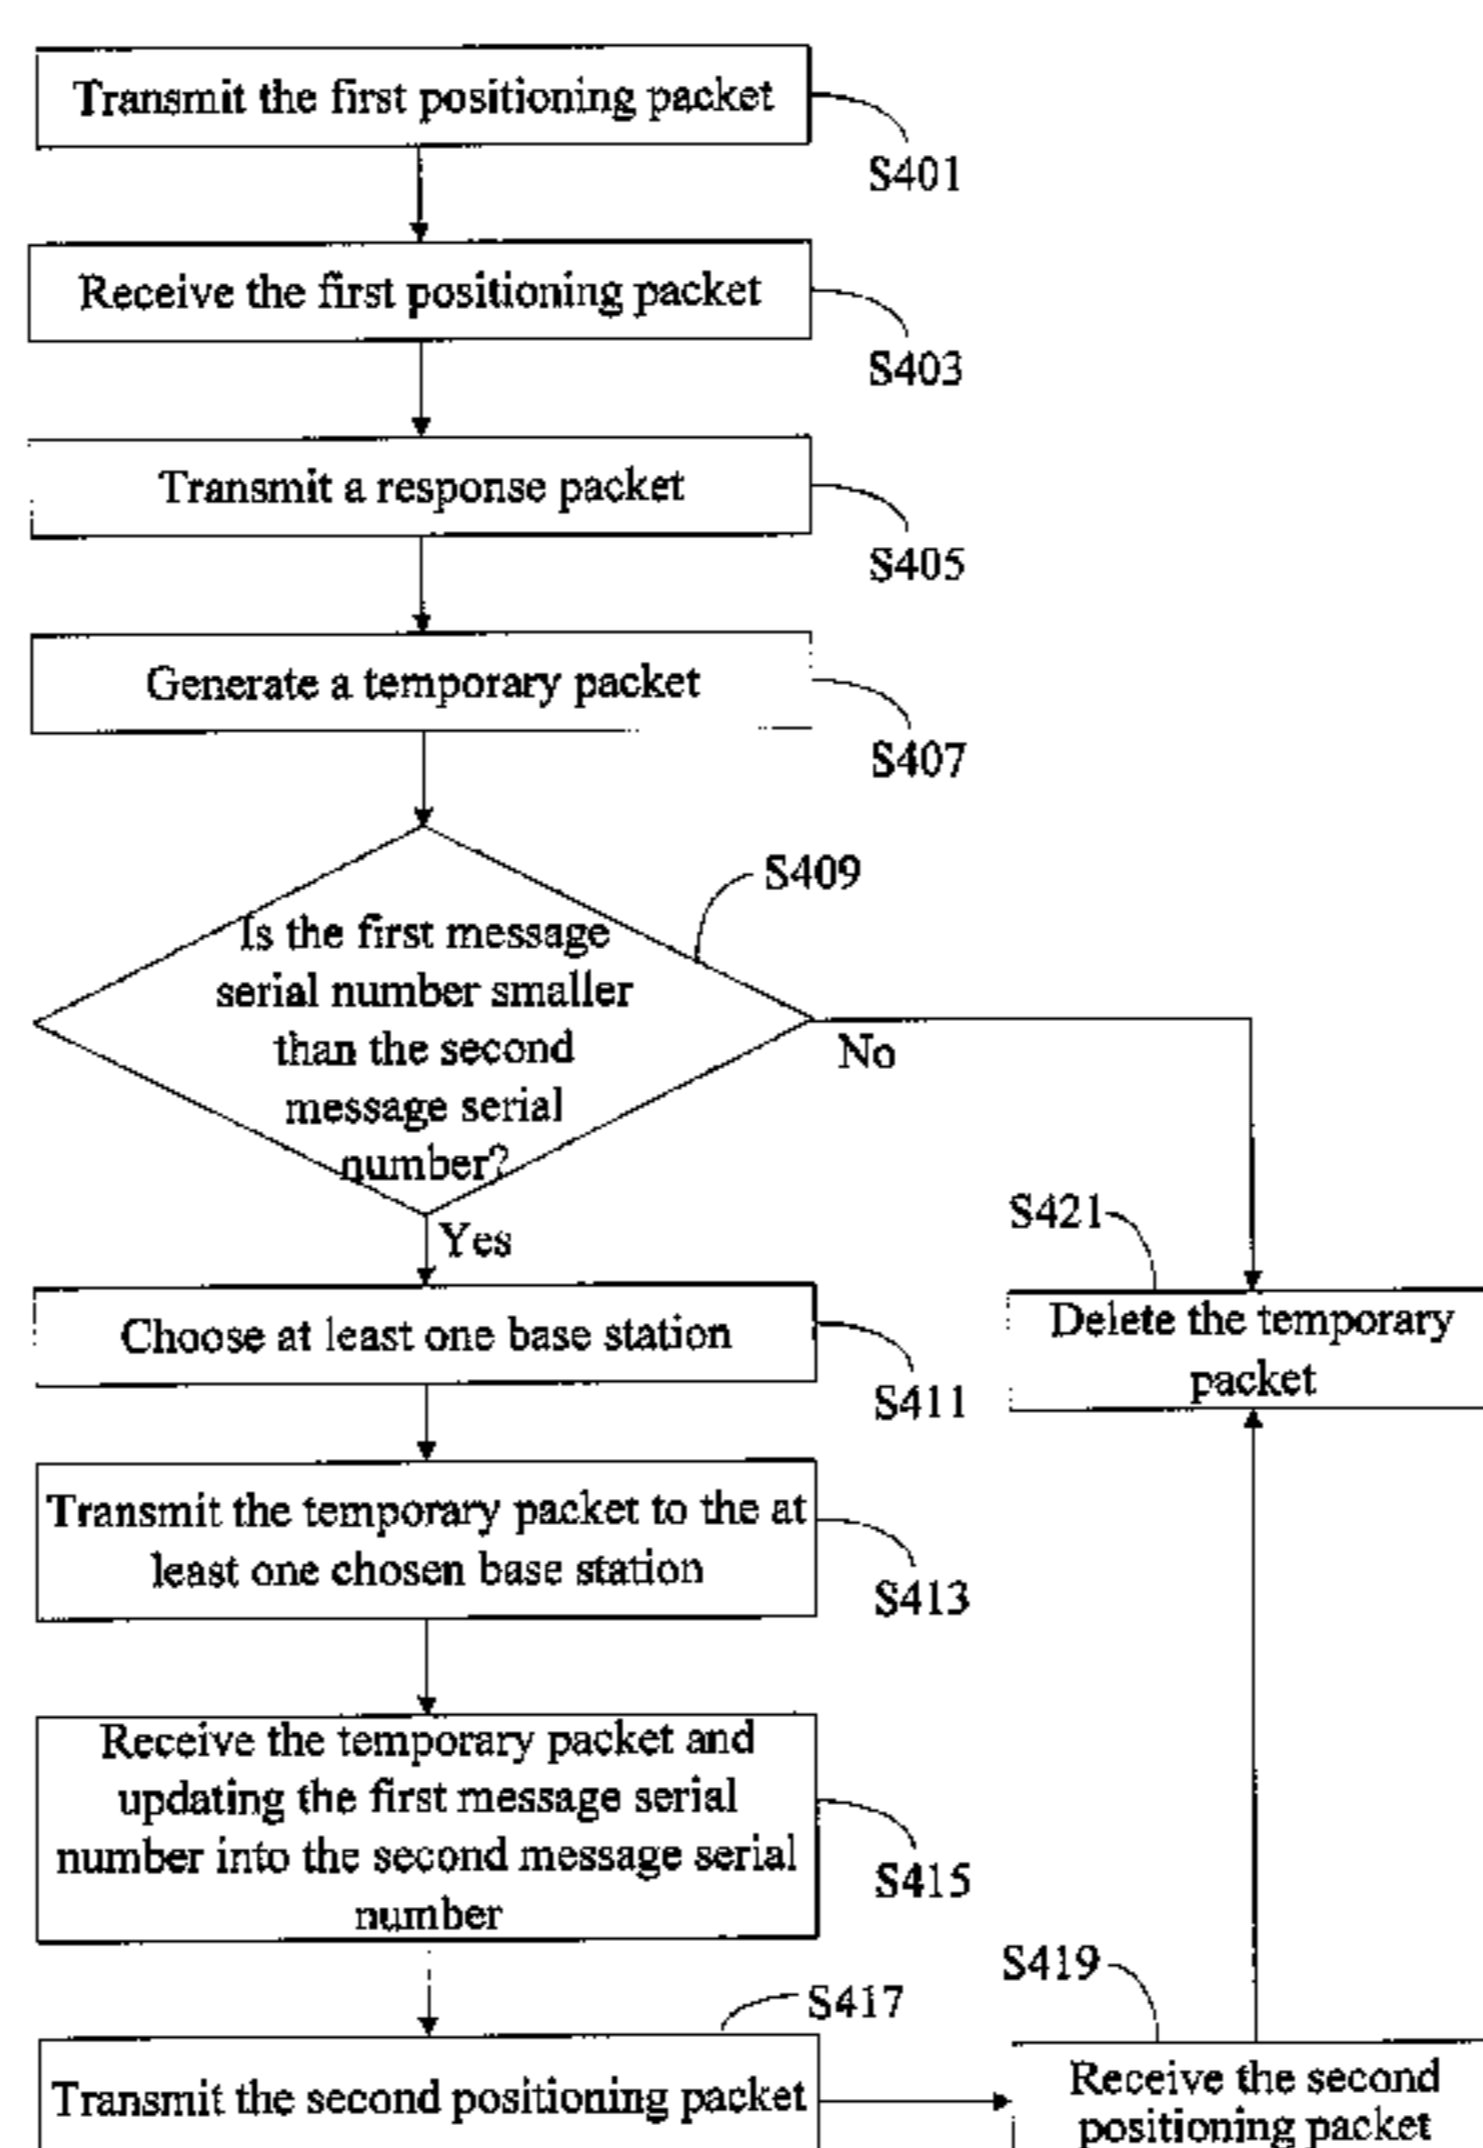 Transmit the first positioning packet
S401
Receive the first positioning packet
S403
Transmit a response packet
S405
Generate a temporary packet
S407
S409
Is the first message
serial number smaller
than the second
message serial
number?
No
Yes
S421
Delete the temporary
packet
Choose at least one base station
S411
Transmit the temporary packet to the at
least one chosen base station
S413
Receive the temporary packet and
updating the first message serial
number into the second message serial
number
S415
S417
Transmit the second positioning packet
S419
Receive the second
positioning packet